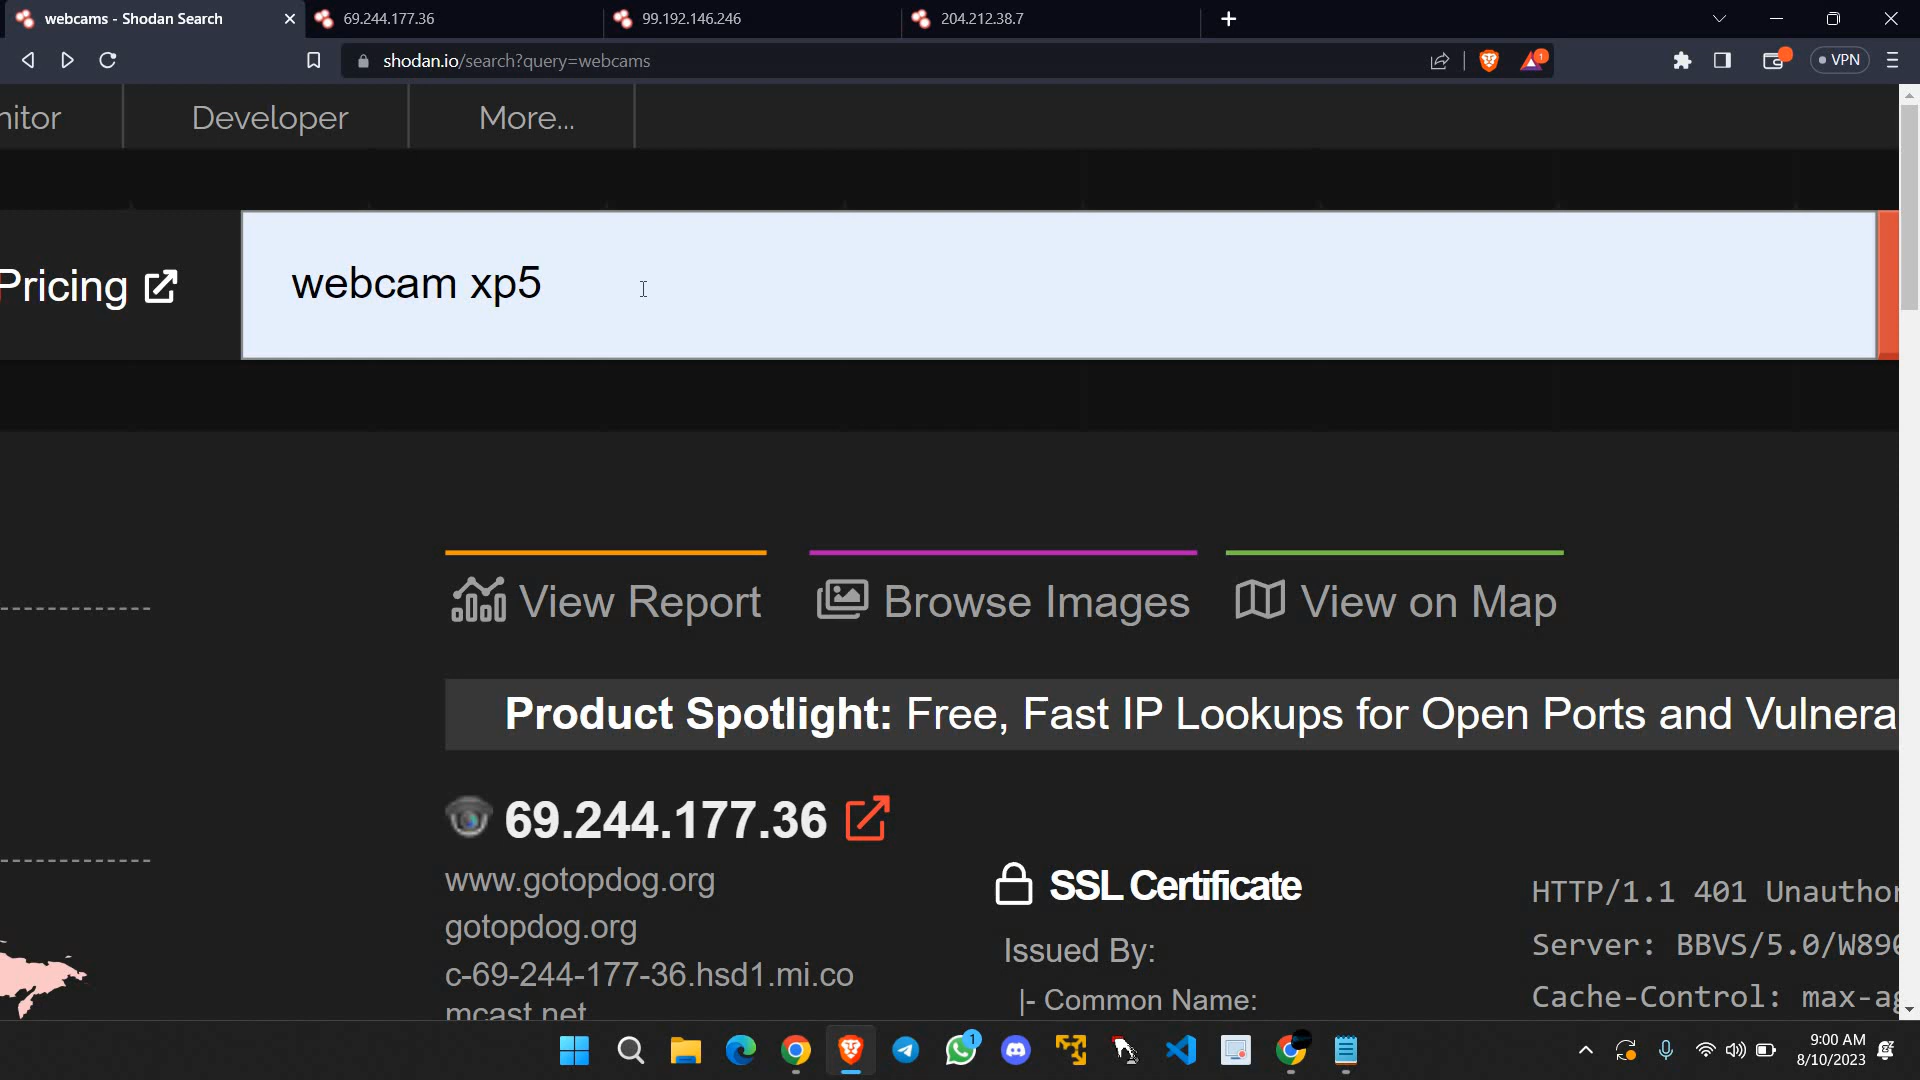 webcams - Shodan Search
69.244.177.36
99.192.146.246
204.212.38.7
shodan.io/search?query=webcams
1
VPN
nitor
Developer
More...
Pricing
webcam xp5
View Report
Browse Images
View on Map
Product Spotlight: Free, Fast IP Lookups for Open Ports and Vulnera
69.244.177.36
www.gotopdog.org
gotopdog.org
c-69-244-177-36.hsd1.mi.co
mcast.net
SSL Certificate
Issued By:
|- Common Name:
HTTP/1.1 401 Unauthor
Server: BBVS/5.0/W890
Cache-Control: max-ag
1
9:00 AM
8/10/2023